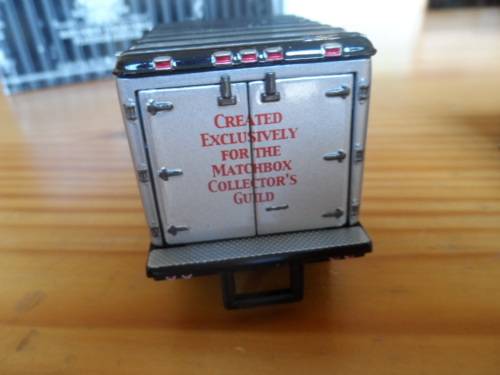 CREATED
EXCLUSIVELY
FOR THE
MATCHBOX
COLLECTOR'S
GUILD